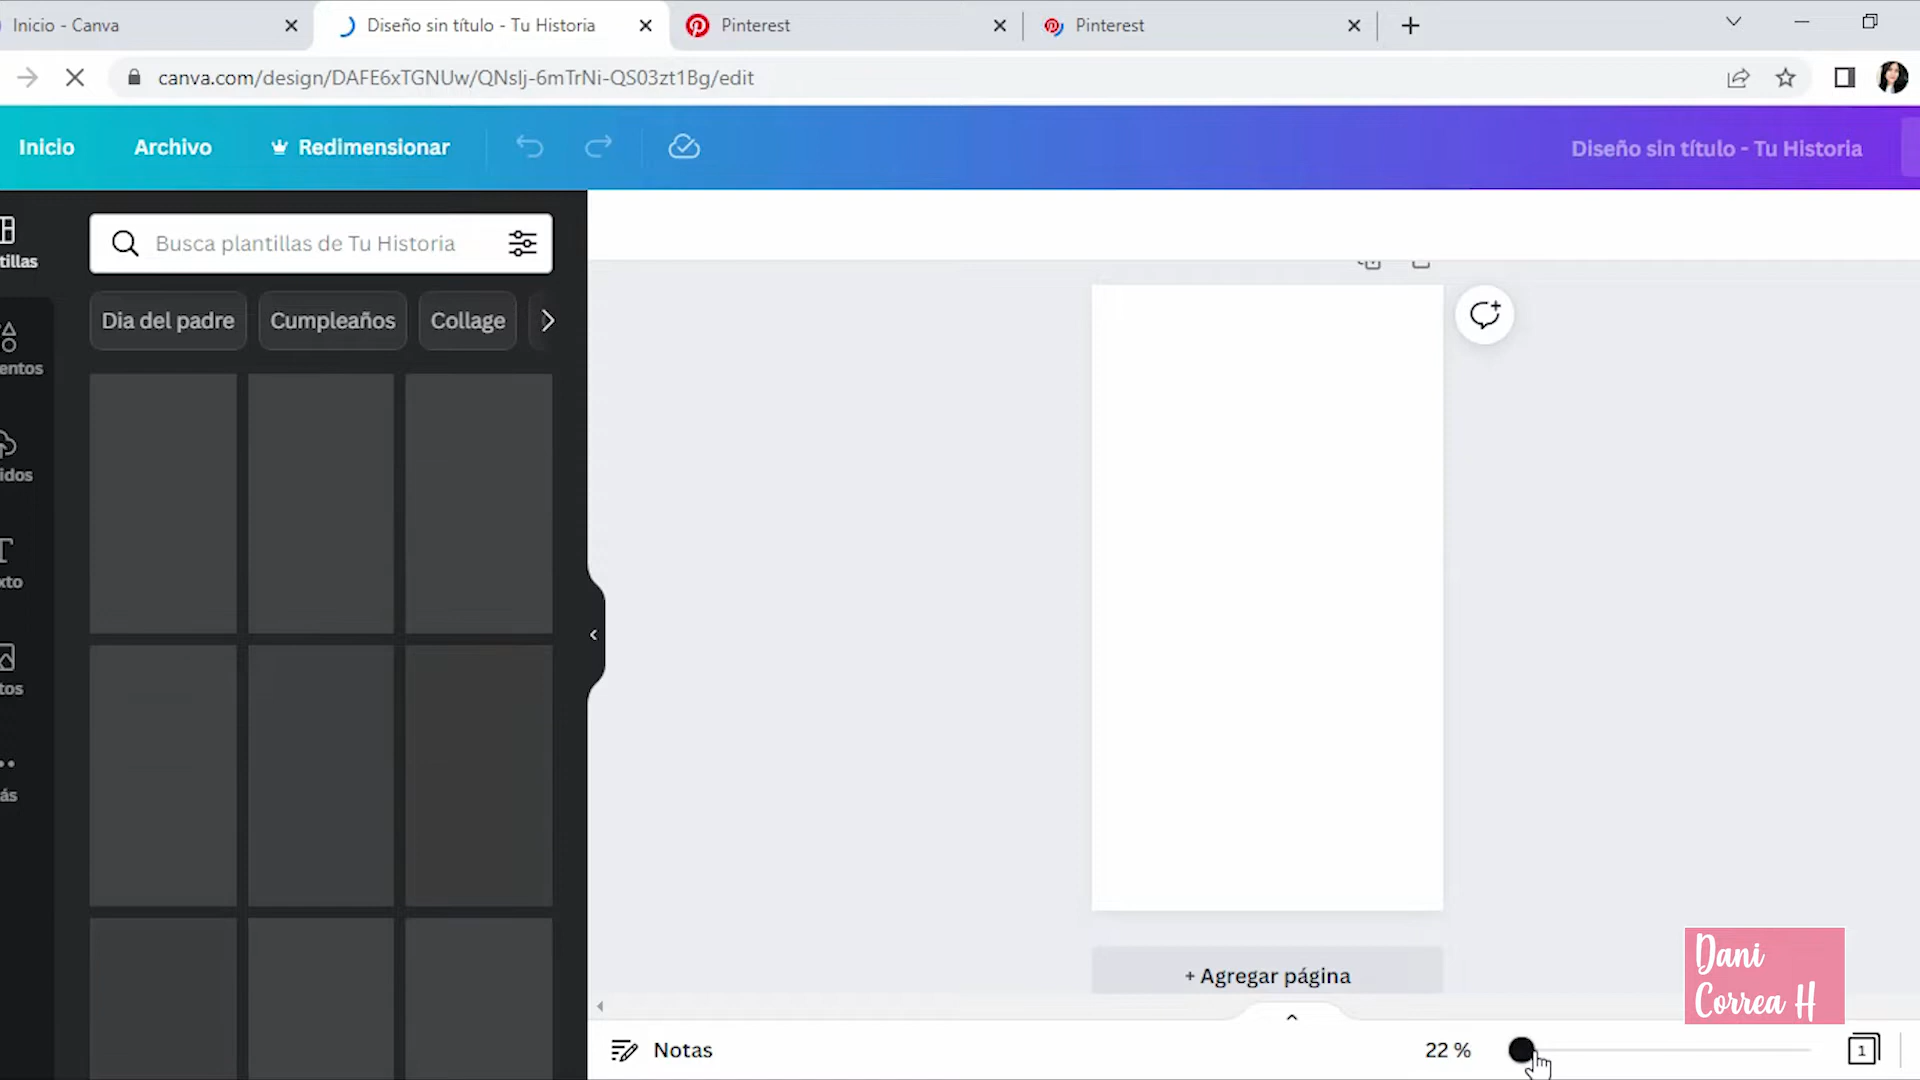 Inicio - Canva
Diseño sin título - Tu Historia
Pinterest
Pinterest
canva.com/design/DAFE6xTGNUw/QNsIj-6mTrNi-QS03zt1Bg/edit
Inicio
Archivo
Redimensionar
Diseño sin título - Tu Historia
tillas
Busca plantillas de Tu Historia
Dia del padre
Cumpleaños
Collage
entos
idos
xto
tos
ás
+ Agregar página
Dani
Correa H
Notas
22 %
1